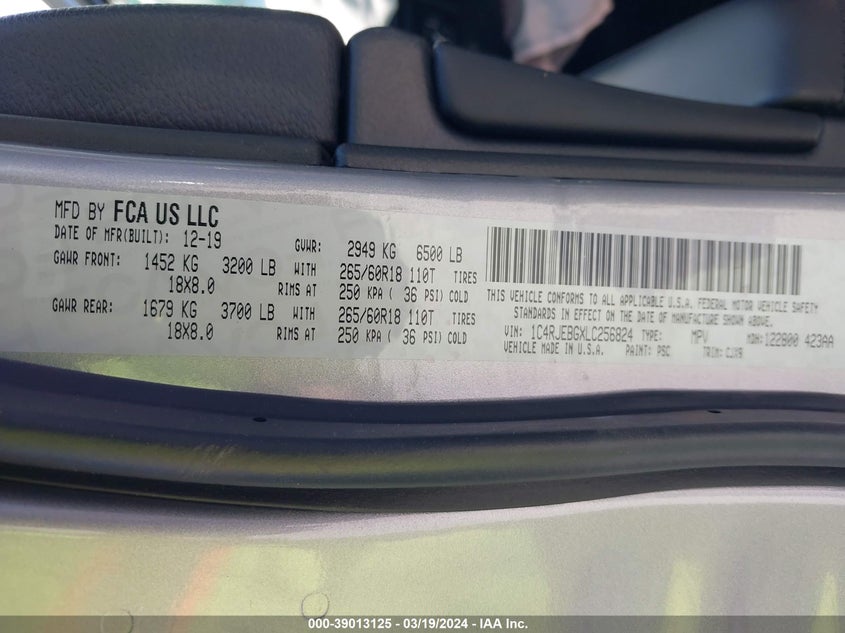 MFD BY FCA US LLC
DATE OF MFR(BUILT): 12-19 GVWR: 2949 KG 6500 LB
GAWR FRONT: 1452 KG 3200 LB WITH 265/60R18 110T TIRES
18X8.0 RIMS AT 250 KPA ( 36 PSI) COLD
GAWR REAR: 1679 KG 3700 LB WITH 265/60R18 110T TIRES
18X8.0 RIMS AT 250 KPA ( 36 PSI) COLD
THIS VEHICLE CONFORMS TO ALL APPLICABLE U.S.A. FEDERAL MOTOR VEHICLE SAFETY
STANDARDS IN EFFECT ON THE DATE OF MANUFACTURE SHOWN ABOVE.
VIN: 1C4RJEBGXLC256824 TYPE: MPV MDH: 122800 423AA
VEHICLE MADE IN U.S.A. PAINT: PSC TRIM: CJX9
000-39013125 - 03/19/2024 - IAA Inc.